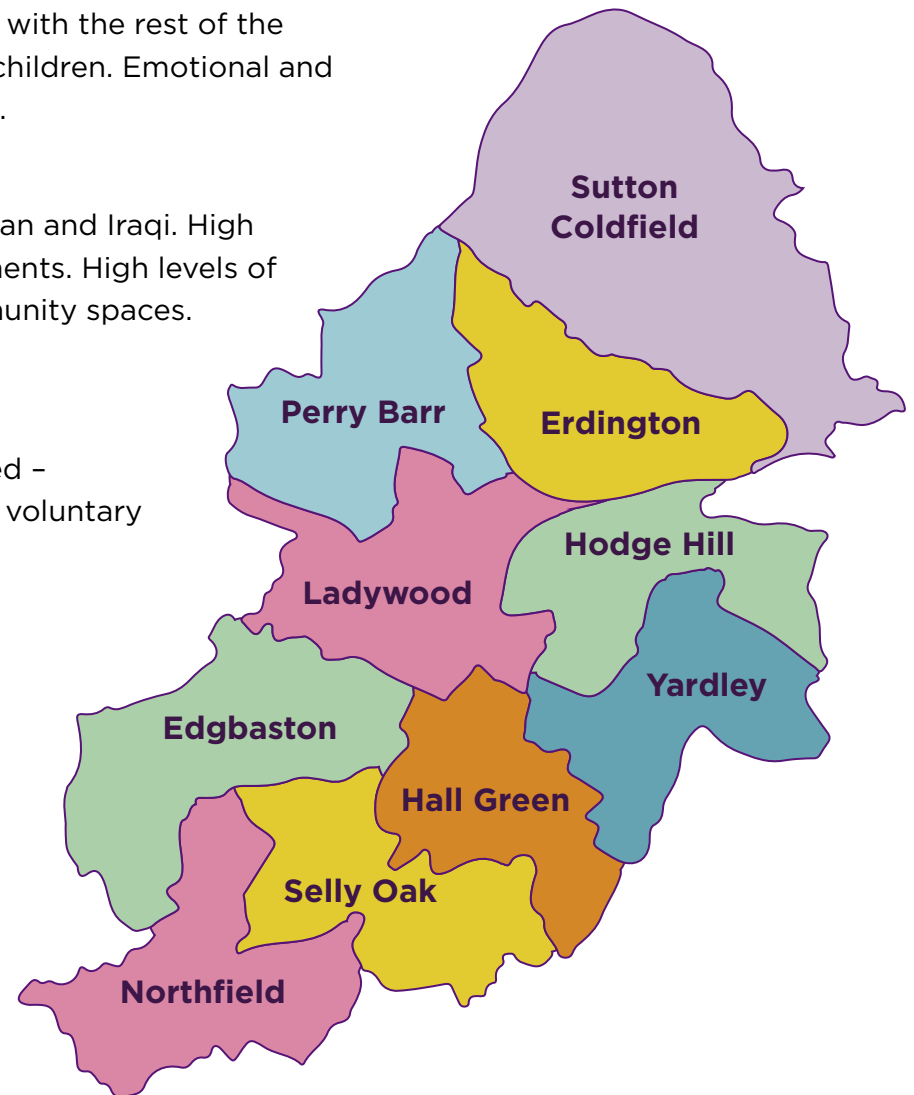 with the rest of the
children. Emotional and
.
an and Iraqi. High
nents. High levels of
unity spaces.
ed –
voluntary
Sutton
Coldfield
Perry Barr
Erdington
Hodge Hill
Ladywood
Yardley
Edgbaston
Hall Green
Selly Oak
Northfield